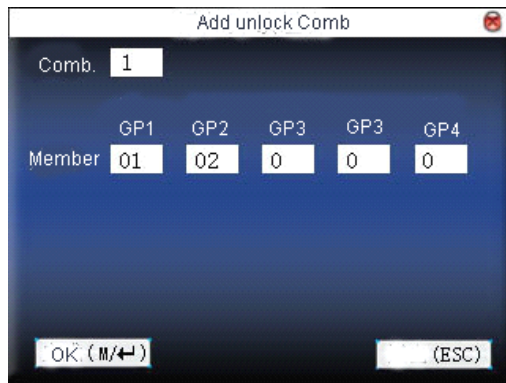 Add unlock Comb
Comb. 1
GP1 GP2 GP3 GP3 GP4
Member 01 02 0 0 0
OK (M/↵) (ESC)